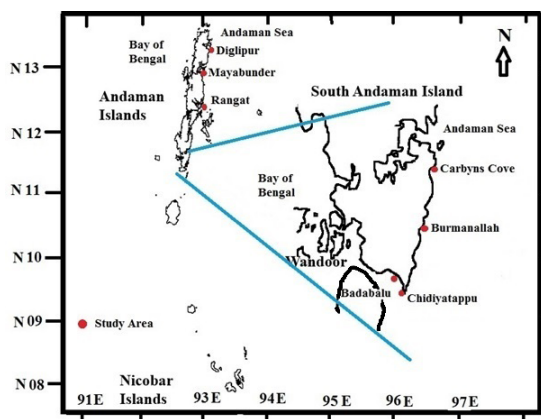 Andaman Sea
Bay of
Bengal
Diglipur
N
N 13
Mayabunder
Andaman
Islands
Rangat
South Andaman Island
N 12
Andaman Sea
Carbyns Cove
Bay of
Bengal
N 11
Burmanallah
N 10
Wandoor
Badabalu
Chidiyatappu
N 09
Study Area
N 08
Nicobar
Islands
91E
93E
94E
95E
96E
97E